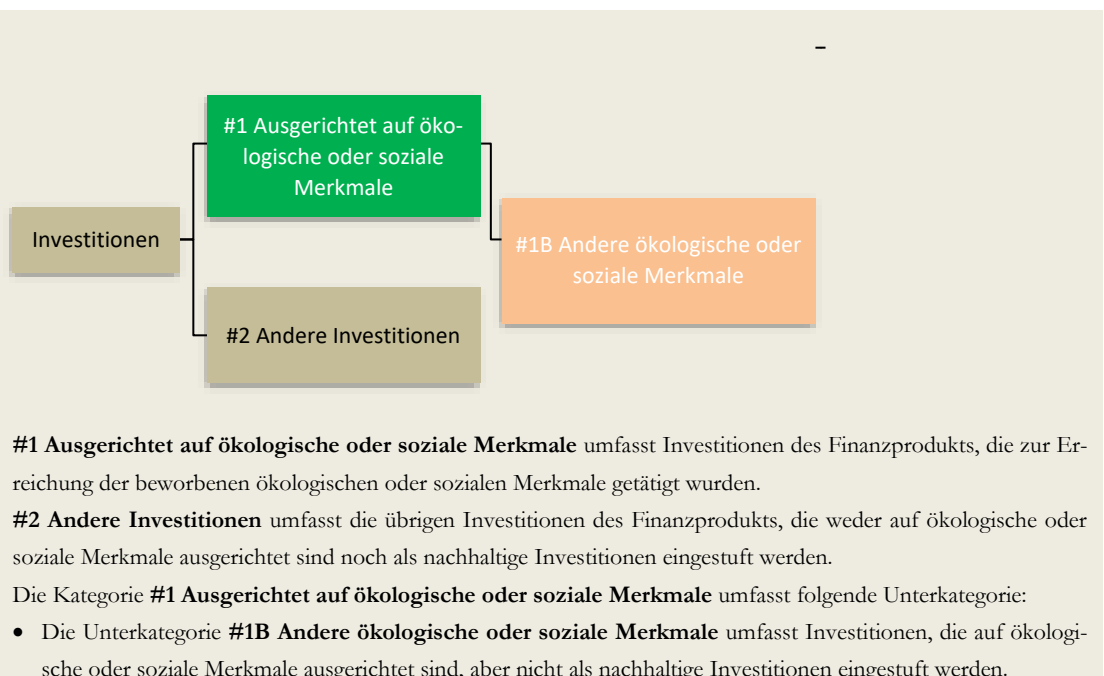 –
#1 Ausgerichtet auf öko-
logische oder soziale
Merkmale
Investitionen
#1B Andere ökologische oder
soziale Merkmale
#2 Andere Investitionen
#1 Ausgerichtet auf ökologische oder soziale Merkmale umfasst Investitionen des Finanzprodukts, die zur Er-
reichung der beworbenen ökologischen oder sozialen Merkmale getätigt wurden.
#2 Andere Investitionen umfasst die übrigen Investitionen des Finanzprodukts, die weder auf ökologische oder
soziale Merkmale ausgerichtet sind noch als nachhaltige Investitionen eingestuft werden.
Die Kategorie #1 Ausgerichtet auf ökologische oder soziale Merkmale umfasst folgende Unterkategorie:
• Die Unterkategorie #1B Andere ökologische oder soziale Merkmale umfasst Investitionen, die auf ökologi-
sche oder soziale Merkmale ausgerichtet sind, aber nicht als nachhaltige Investitionen eingestuft werden.